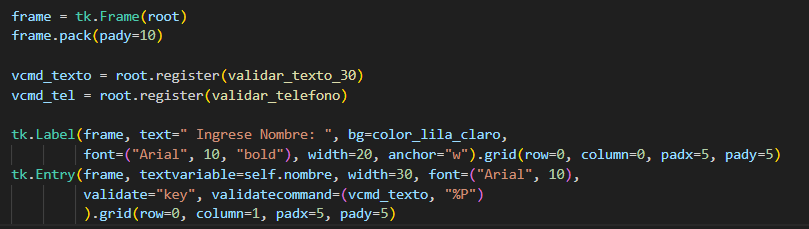 frame = tk.Frame(root)
frame.pack(pady=10)
vcmd_texto = root.register(validar_texto_30)
vcmd_tel = root.register(validar_telefono)
tk.Label(frame, text=" Ingrese Nombre: ", bg=color_lila_claro,
font=("Arial", 10, "bold"), width=20, anchor="w").grid(row=0, column=0, padx=5, pady=5)
tk.Entry(frame, textvariable=self.nombre, width=30, font=("Arial", 10),
validate="key", validatecommand=(vcmd_texto, "%P")
).grid(row=0, column=1, padx=5, pady=5)